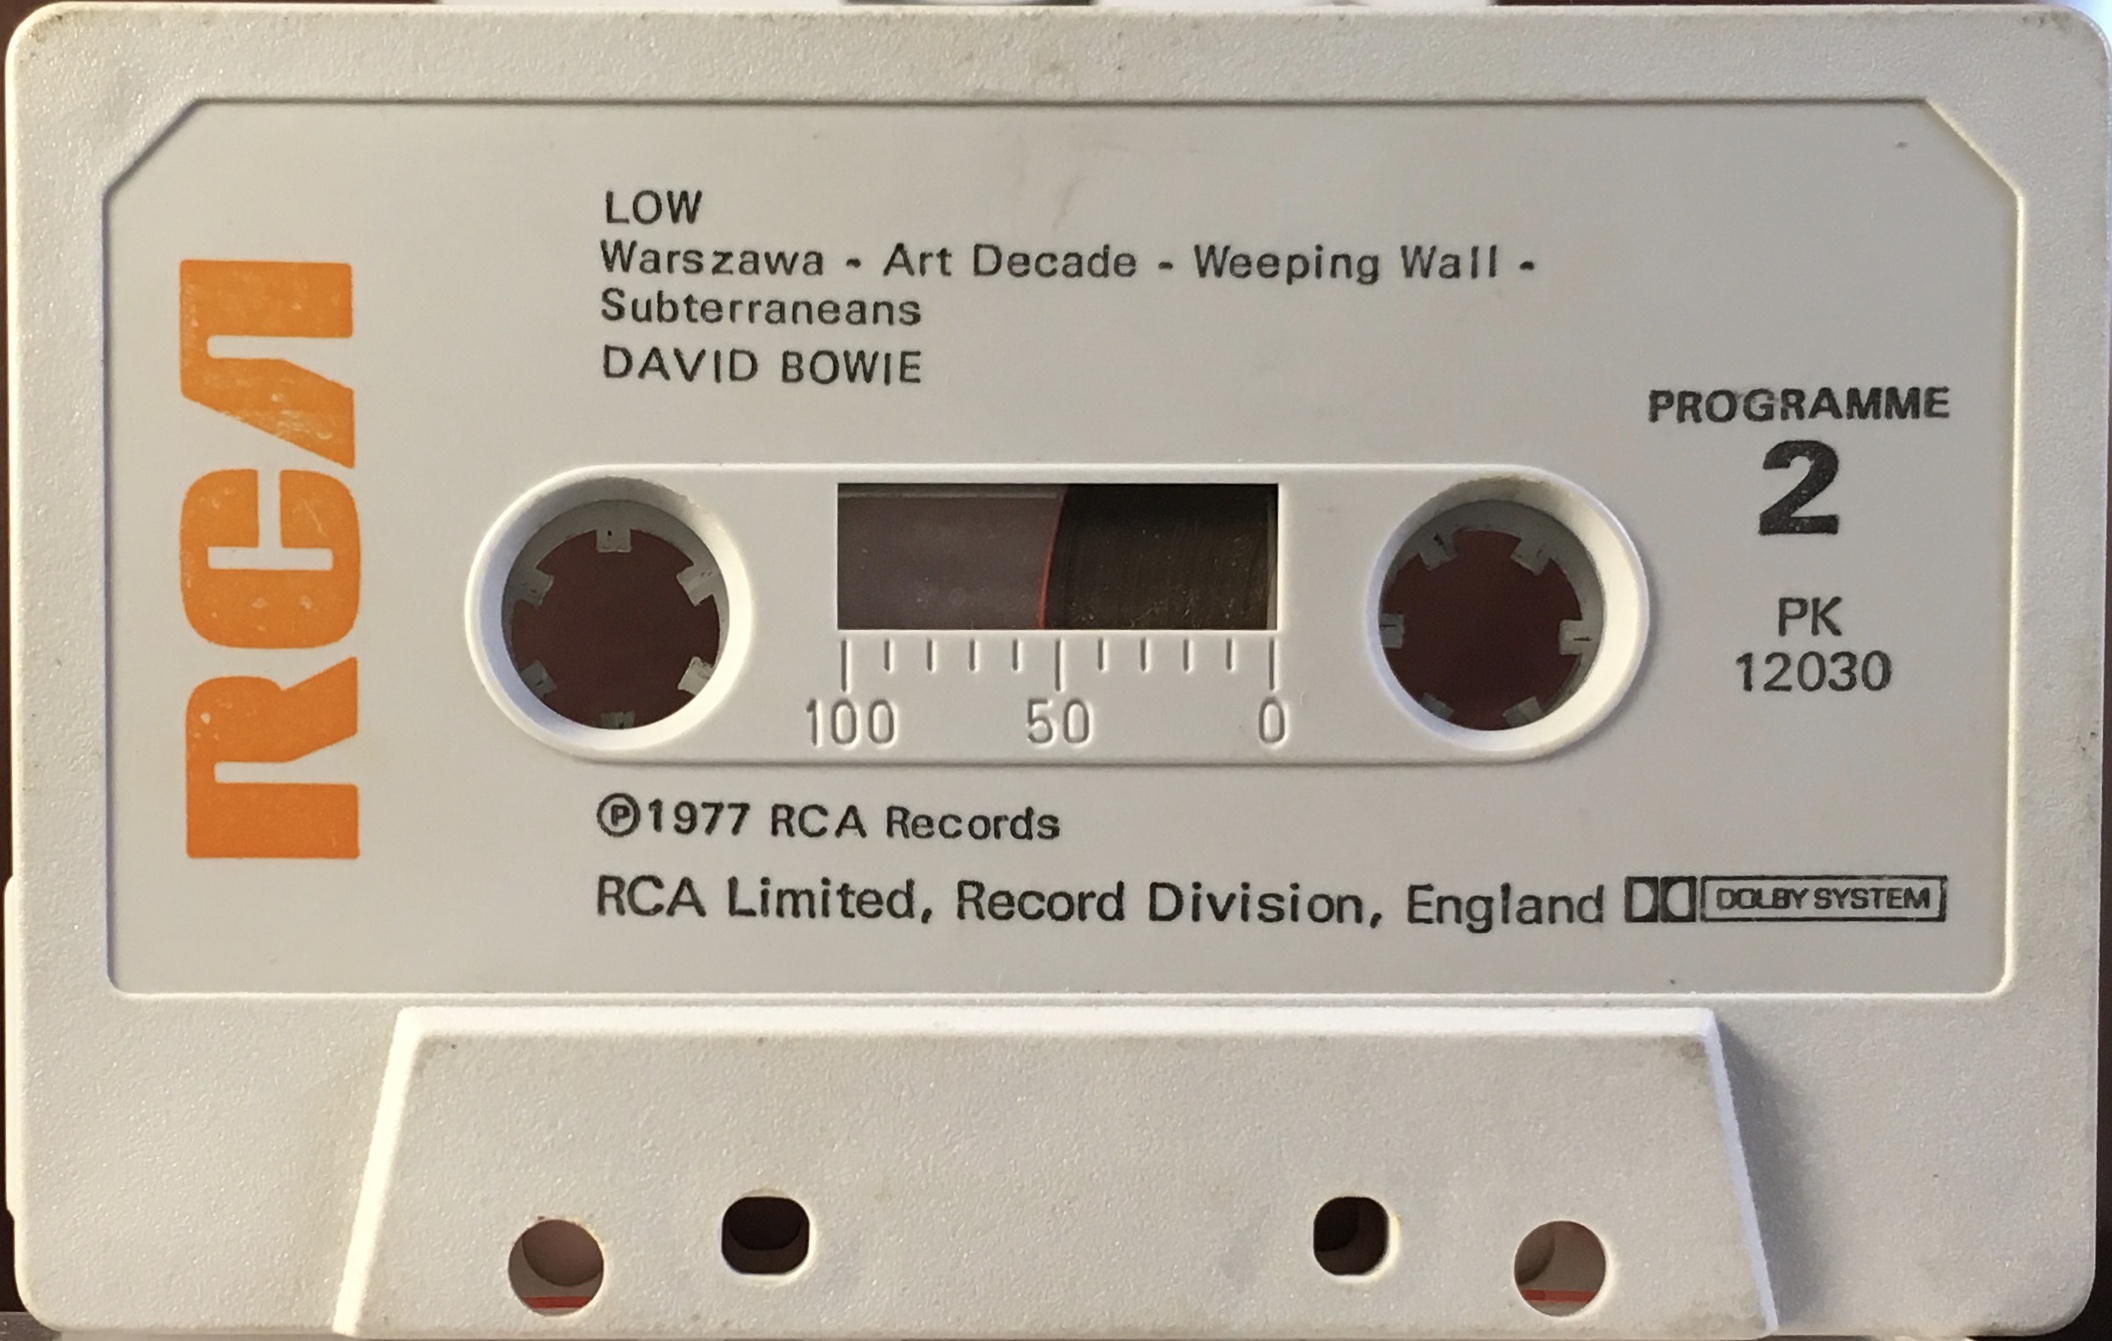 RCA
LOW
Warszawa - Art Decade - Weeping Wall -
Subterraneans
DAVID BOWIE
PROGRAMME
2
PK
12030
100 50 0
Ⓟ1977 RCA Records
RCA Limited, Record Division, England DOLBY SYSTEM